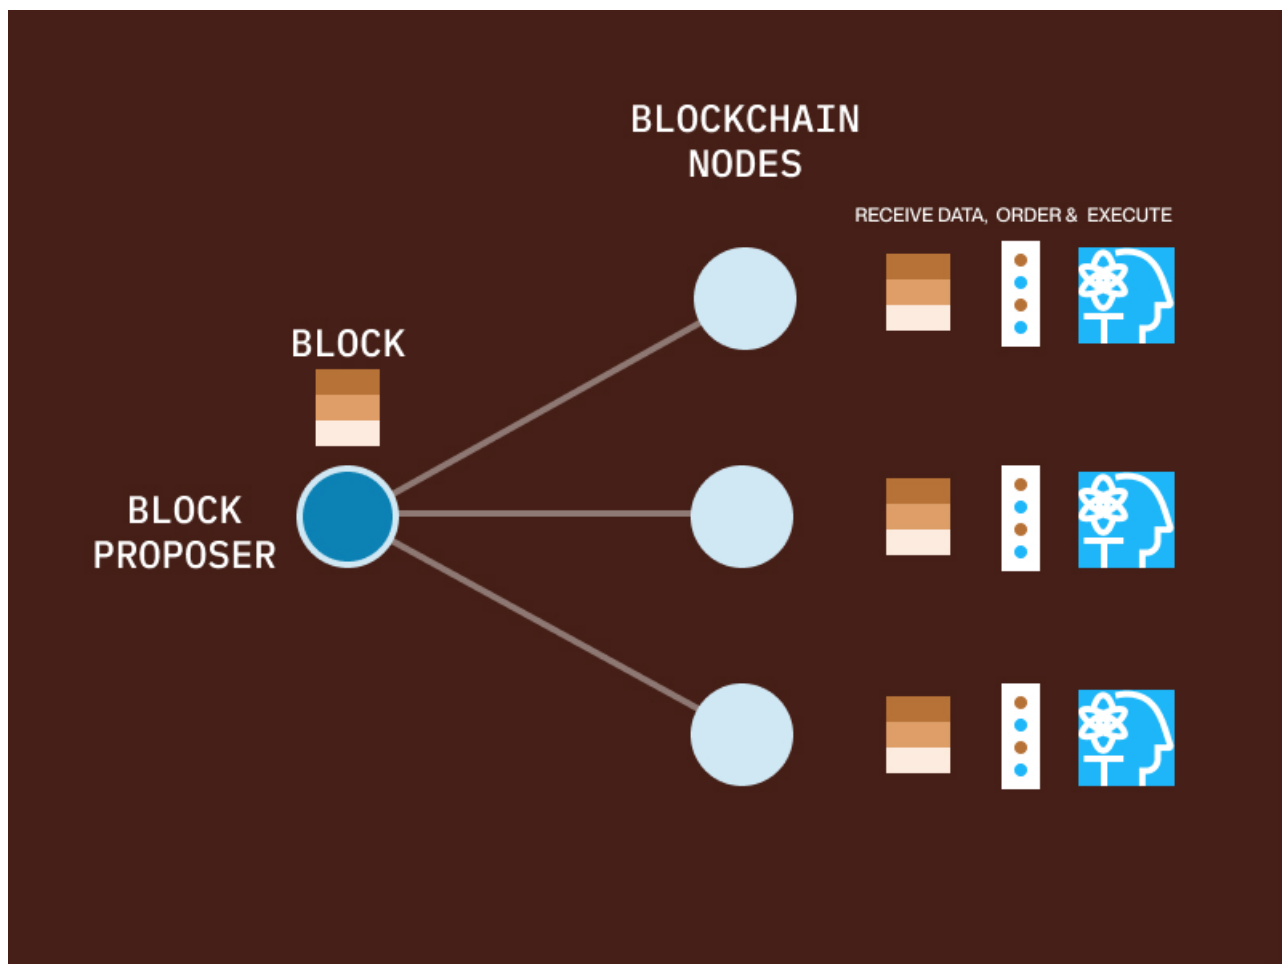 BLOCKCHAIN
NODES
RECEIVE DATA, ORDER & EXECUTE
BLOCK
BLOCK
PROPOSER